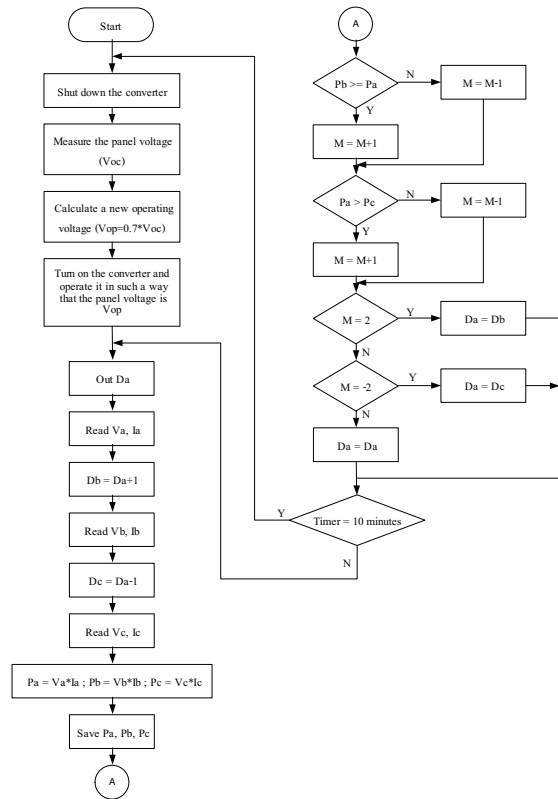 Start
Shut down the converter
Measure the panel voltage
(Voc)
Calculate a new operating
voltage (Vop=0.7*Voc)
Turn on the converter and
operate it in such a way
that the panel voltage is
Vop
Out Da
Read Va, Ia
Db = Da+1
Read Vb, Ib
Dc = Da-1
Read Vc, Ic
Pa = Va*Ia ; Pb = Vb*Ib ; Pc = Vc*Ic
Save Pa, Pb, Pc
A
A
Pb >= Pa
N
M = M-1
Y
M = M+1
Pa > Pc
N
M = M-1
Y
M = M+1
M = 2
Y
Da = Db
N
M = -2
Y
Da = Dc
N
Da = Da
Y
Timer = 10 minutes
N